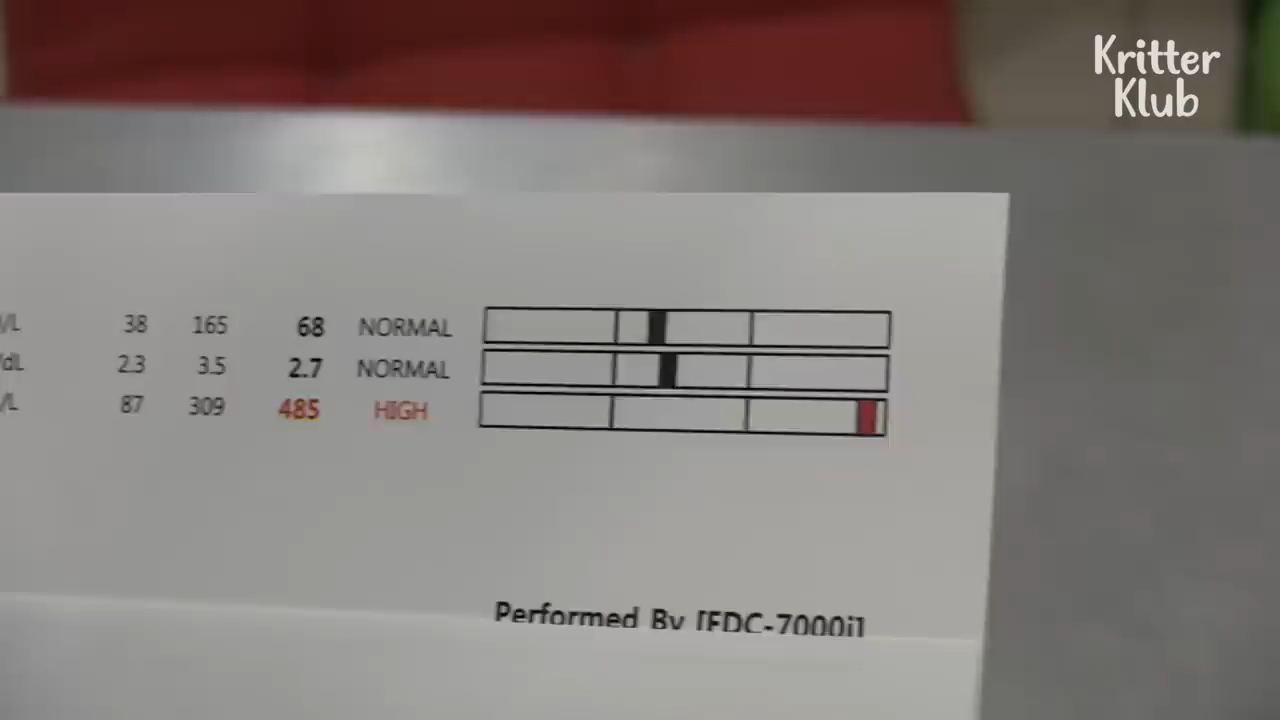 Kritter
Klub
/L 38 165 68 NORMAL
/dL 2.3 3.5 2.7 NORMAL
/L 87 309 485 HIGH
Performed By [FDC-7000i]